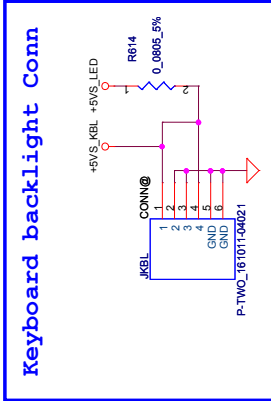 Keyboard backlight Conn
+5VS_KBL
+5VS_LED
R614
0_0805_5%
1
2
JKBL
CONN@
1 1
2 2
3 3
4 4
GND 5
GND 6
P-TWO_161011-04021